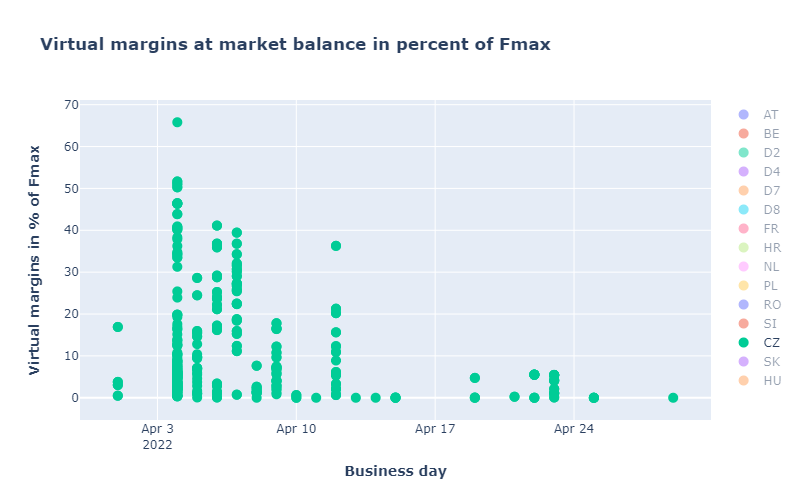 Virtual margins at market balance in percent of Fmax
Virtual margins in % of Fmax
70
60
50
40
30
20
10
0
Apr 3
2022
Apr 10
Apr 17
Apr 24
Business day
AT
BE
D2
D4
D7
D8
FR
HR
NL
PL
RO
SI
CZ
SK
HU